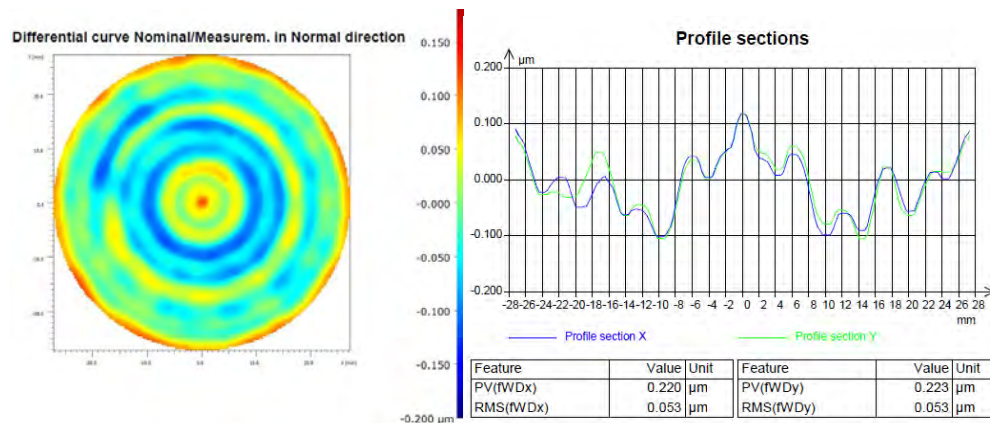 Differential curve Nominal/Measurem. in Normal direction
0.150
0.100
0.050
-0.000
-0.050
-0.100
-0.150
-0.200 µm
Profile sections
µm
0.200
0.100
0.000
-0.100
-0.200
-28 -26 -24 -22 -20 -18 -16 -14 -12 -10 -8 -6 -4 -2 0 2 4 6 8 10 12 14 16 18 20 22 24 26 28
mm
Profile section X
Profile section Y
Feature Value Unit
PV(fWDx) 0.220 µm
RMS(fWDx) 0.053 µm
Feature Value Unit
PV(fWDy) 0.223 µm
RMS(fWDy) 0.053 µm